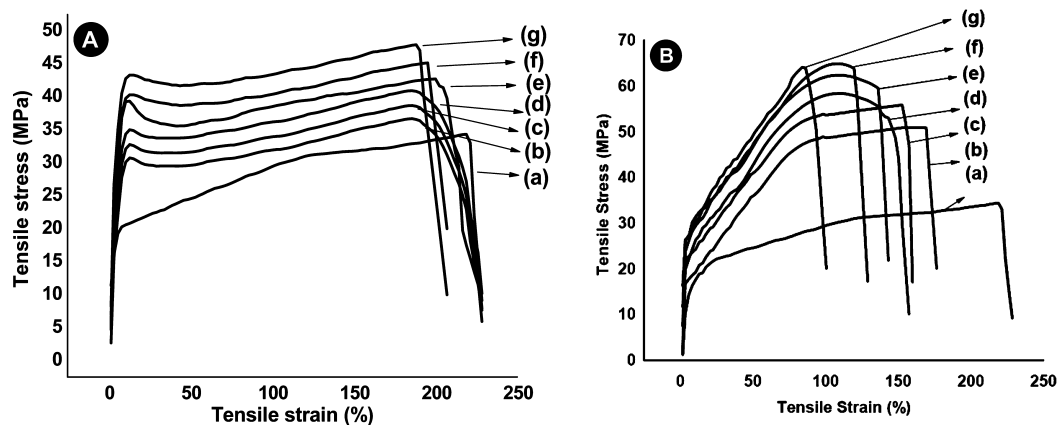 A
Tensile stress (MPa)
50
45
40
35
30
25
20
15
10
5
0
0 50 100 150 200 250
Tensile strain (%)
(g)
(f)
(e)
(d)
(c)
(b)
(a)
B
Tensile Stress (MPa)
70
60
50
40
30
20
10
0
0 50 100 150 200 250
Tensile Strain (%)
(g)
(f)
(e)
(d)
(c)
(b)
(a)